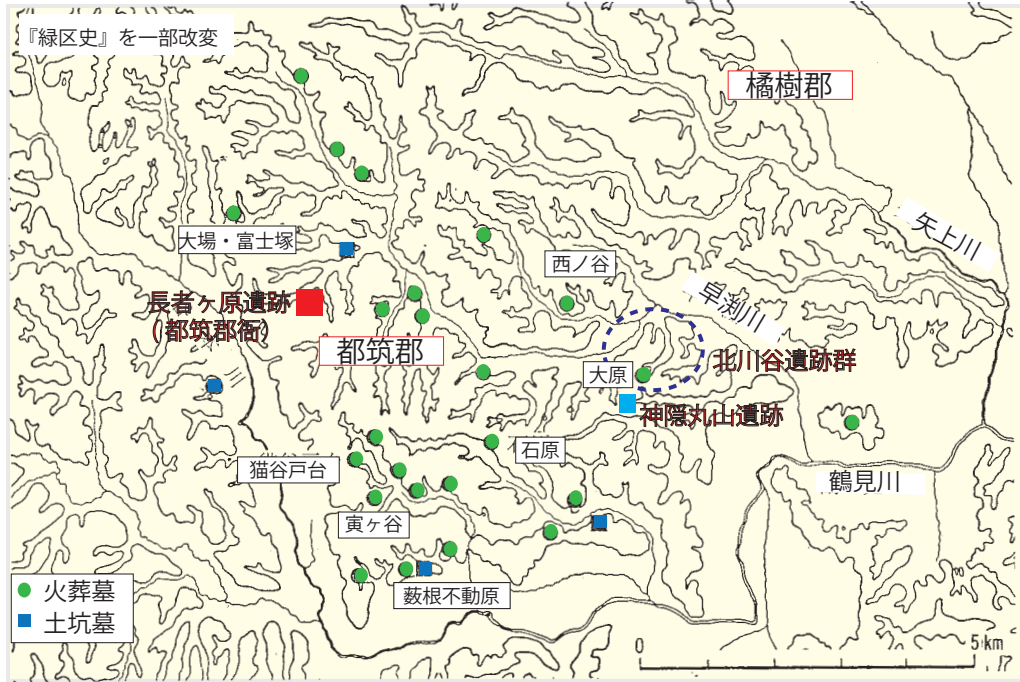 『緑区史』を一部改変
橘樹郡
矢上川
大場・富士塚
西ノ谷
早渕川
長者ヶ原遺跡
（都筑郡衙）
都筑郡
北川谷遺跡群
大原
神隠丸山遺跡
石原
猫谷戸台
鶴見川
寅ヶ谷
火葬墓
土坑墓
薮根不動原
0
5 km